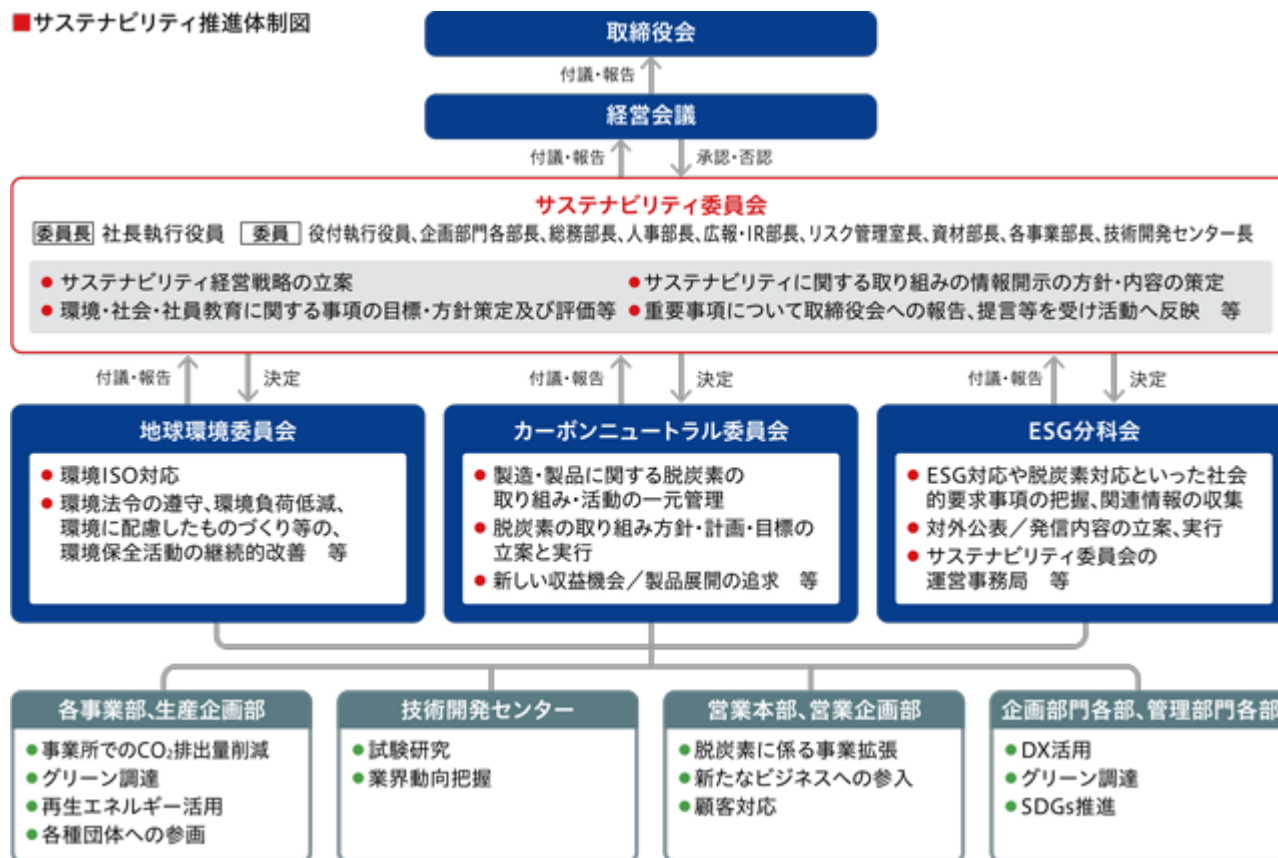 ■サステナビリティ推進体制図
取締役会
付議・報告
経営会議
付議・報告
承認・否認
サステナビリティ委員会
委員長 社長執行役員 委員 役付執行役員、企画部門各部長、総務部長、人事部長、広報・IR部長、リスク管理室長、資材部長、各事業部長、技術開発センター長
● サステナビリティ経営戦略の立案
● 環境・社会・社員教育に関する事項の目標・方針策定及び評価等
● サステナビリティに関する取り組みの情報開示の方針・内容の策定
● 重要事項について取締役会への報告、提言等を受け活動へ反映　等
付議・報告
決定
付議・報告
決定
付議・報告
決定
地球環境委員会
● 環境ISO対応
● 環境法令の遵守、環境負荷低減、
環境に配慮したものづくり等の、
環境保全活動の継続的改善　等
カーボンニュートラル委員会
● 製造・製品に関する脱炭素の
取り組み・活動の一元管理
● 脱炭素の取り組み方針・計画・目標の
立案と実行
● 新しい収益機会／製品展開の追求　等
ESG分科会
● ESG対応や脱炭素対応といった社会
的要求事項の把握、関連情報の収集
● 対外公表／発信内容の立案、実行
● サステナビリティ委員会の
運営事務局　等
各事業部、生産企画部
● 事業所でのCO₂排出量削減
● グリーン調達
● 再生エネルギー活用
● 各種団体への参画
技術開発センター
● 試験研究
● 業界動向把握
営業本部、営業企画部
● 脱炭素に係る事業拡張
● 新たなビジネスへの参入
● 顧客対応
企画部門各部、管理部門各部
● DX活用
● グリーン調達
● SDGs推進